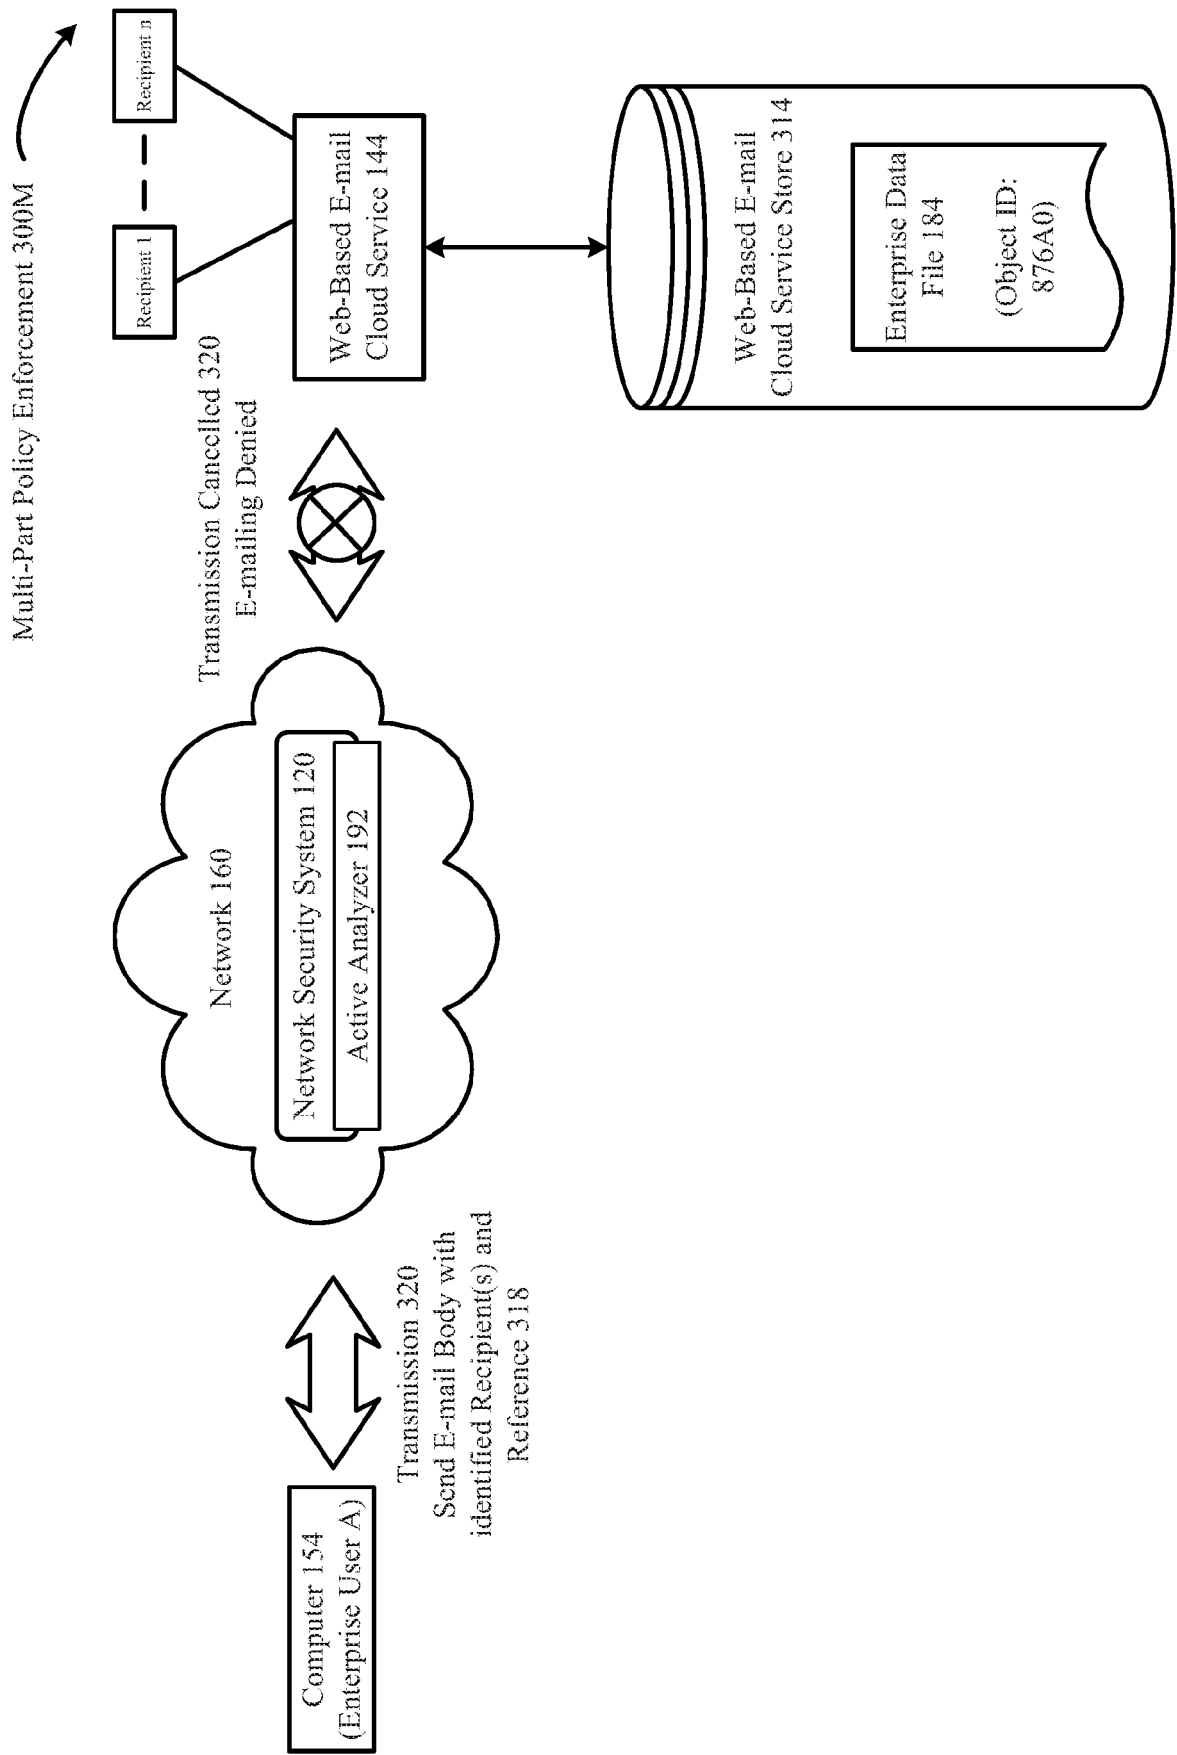 Multi-Part Policy Enforcement 300M
Computer 154
(Enterprise User A)
Transmission 320
Send E-mail Body with
identified Recipient(s) and
Reference 318
Network 160
Network Security System 120
Active Analyzer 192
Transmission Cancelled 320
E-mailing Denied
Recipient 1
Recipient n
Web-Based E-mail
Cloud Service 144
Web-Based E-mail
Cloud Service Store 314
Enterprise Data
File 184
(Object ID:
876A0)